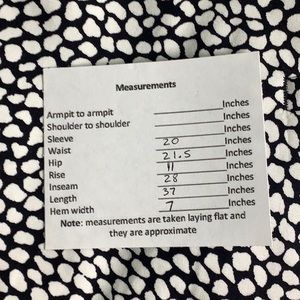 Measurements
Armpit to armpit Inches
Shoulder to shoulder Inches
Sleeve Inches
Waist 20 Inches
Hip 21.5 Inches
Rise 11 Inches
Inseam 28 Inches
Length 37 Inches
Hem width 7 Inches
Note: measurements are taken laying flat and
they are approximate